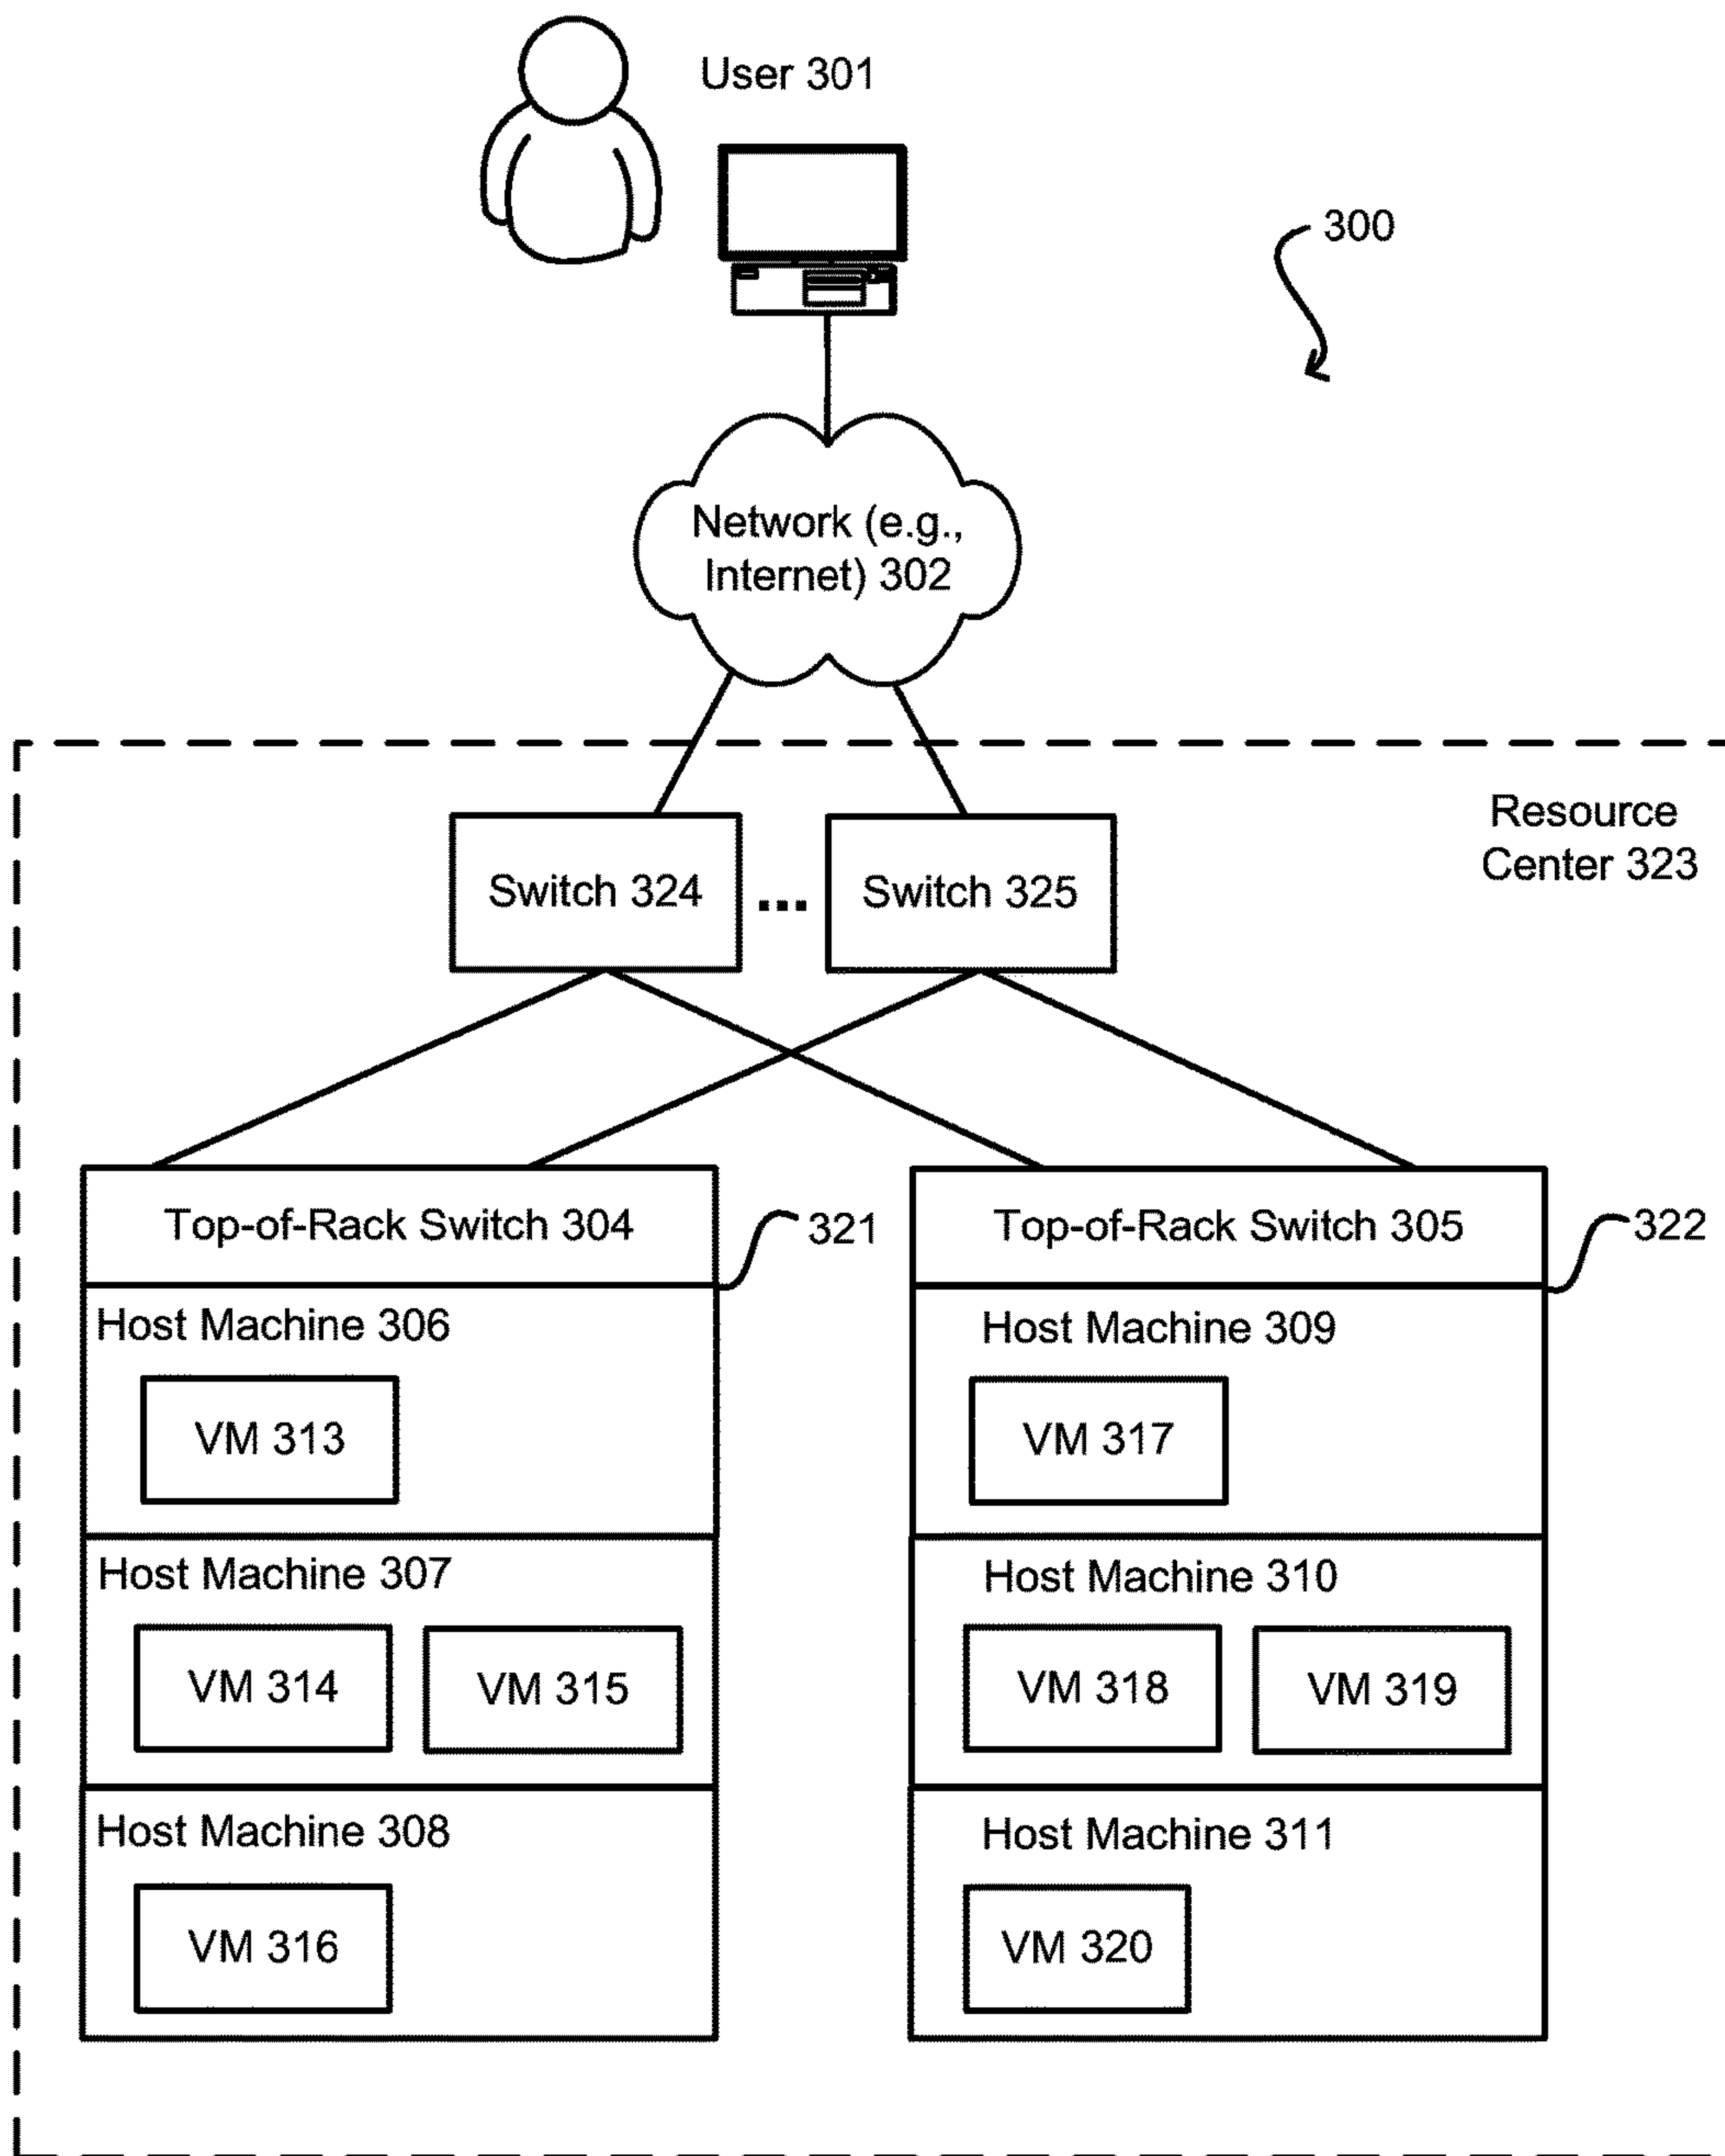 User 301
300
Network (e.g.,
Internet) 302
Resource
Center 323
Switch 324
...
Switch 325
Top-of-Rack Switch 304
321
Top-of-Rack Switch 305
322
Host Machine 306
VM 313
Host Machine 309
VM 317
Host Machine 307
VM 314
VM 315
Host Machine 310
VM 318
VM 319
Host Machine 308
VM 316
Host Machine 311
VM 320